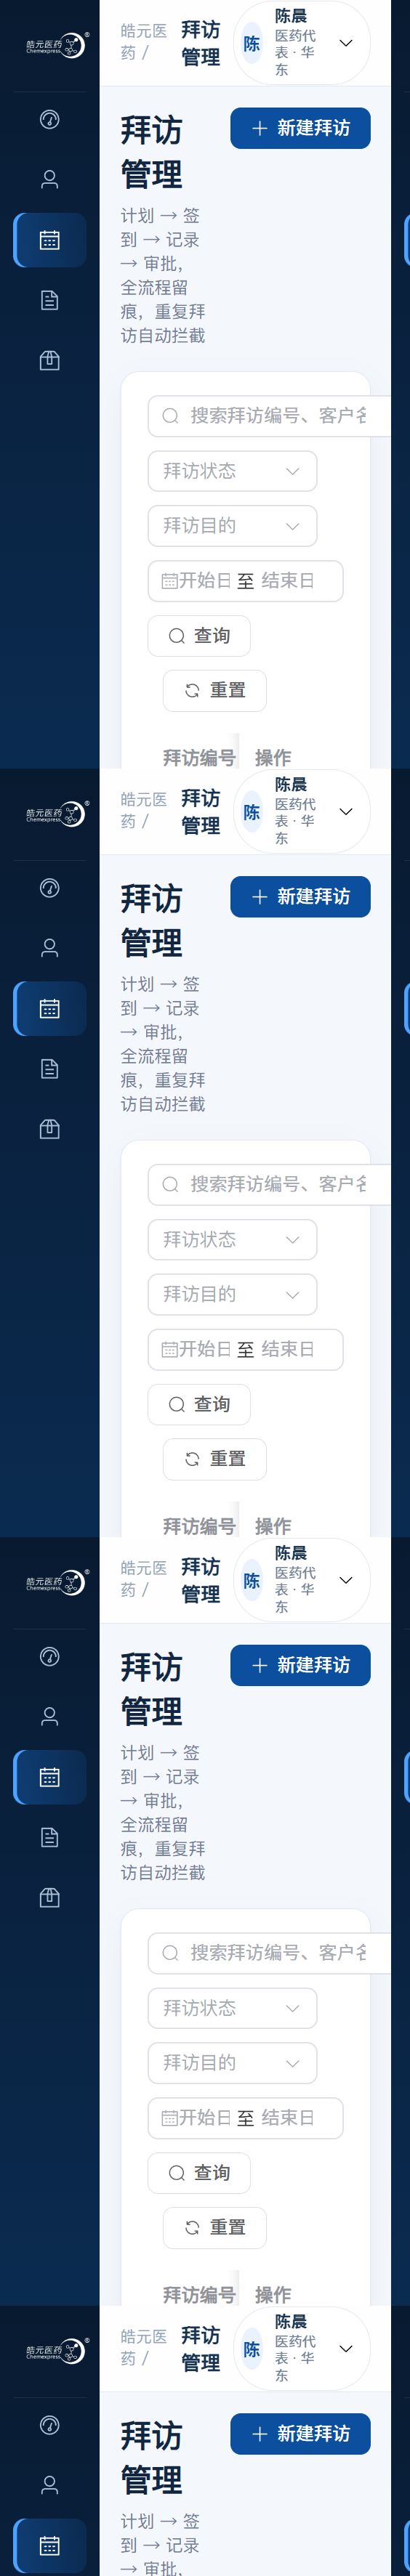 皓元医药
Chemexpress
®
皓元医
药 /
拜访
管理
陈
陈晨
医药代
表 · 华
东
拜访
管理
新建拜访
计划 → 签
到 → 记录
→ 审批，
全流程留
痕，重复拜
访自动拦截
搜索拜访编号、客户名
拜访状态
拜访目的
开始日 至 结束日
查询
重置
拜访编号 操作
皓元医药
Chemexpress
®
皓元医
药 /
拜访
管理
陈
陈晨
医药代
表 · 华
东
拜访
管理
新建拜访
计划 → 签
到 → 记录
→ 审批，
全流程留
痕，重复拜
访自动拦截
搜索拜访编号、客户名
拜访状态
拜访目的
开始日 至 结束日
查询
重置
拜访编号 操作
皓元医药
Chemexpress
®
皓元医
药 /
拜访
管理
陈
陈晨
医药代
表 · 华
东
拜访
管理
新建拜访
计划 → 签
到 → 记录
→ 审批，
全流程留
痕，重复拜
访自动拦截
搜索拜访编号、客户名
拜访状态
拜访目的
开始日 至 结束日
查询
重置
拜访编号 操作
皓元医药
Chemexpress
®
皓元医
药 /
拜访
管理
陈
陈晨
医药代
表 · 华
东
拜访
管理
新建拜访
计划 → 签
到 → 记录
→ 审批，